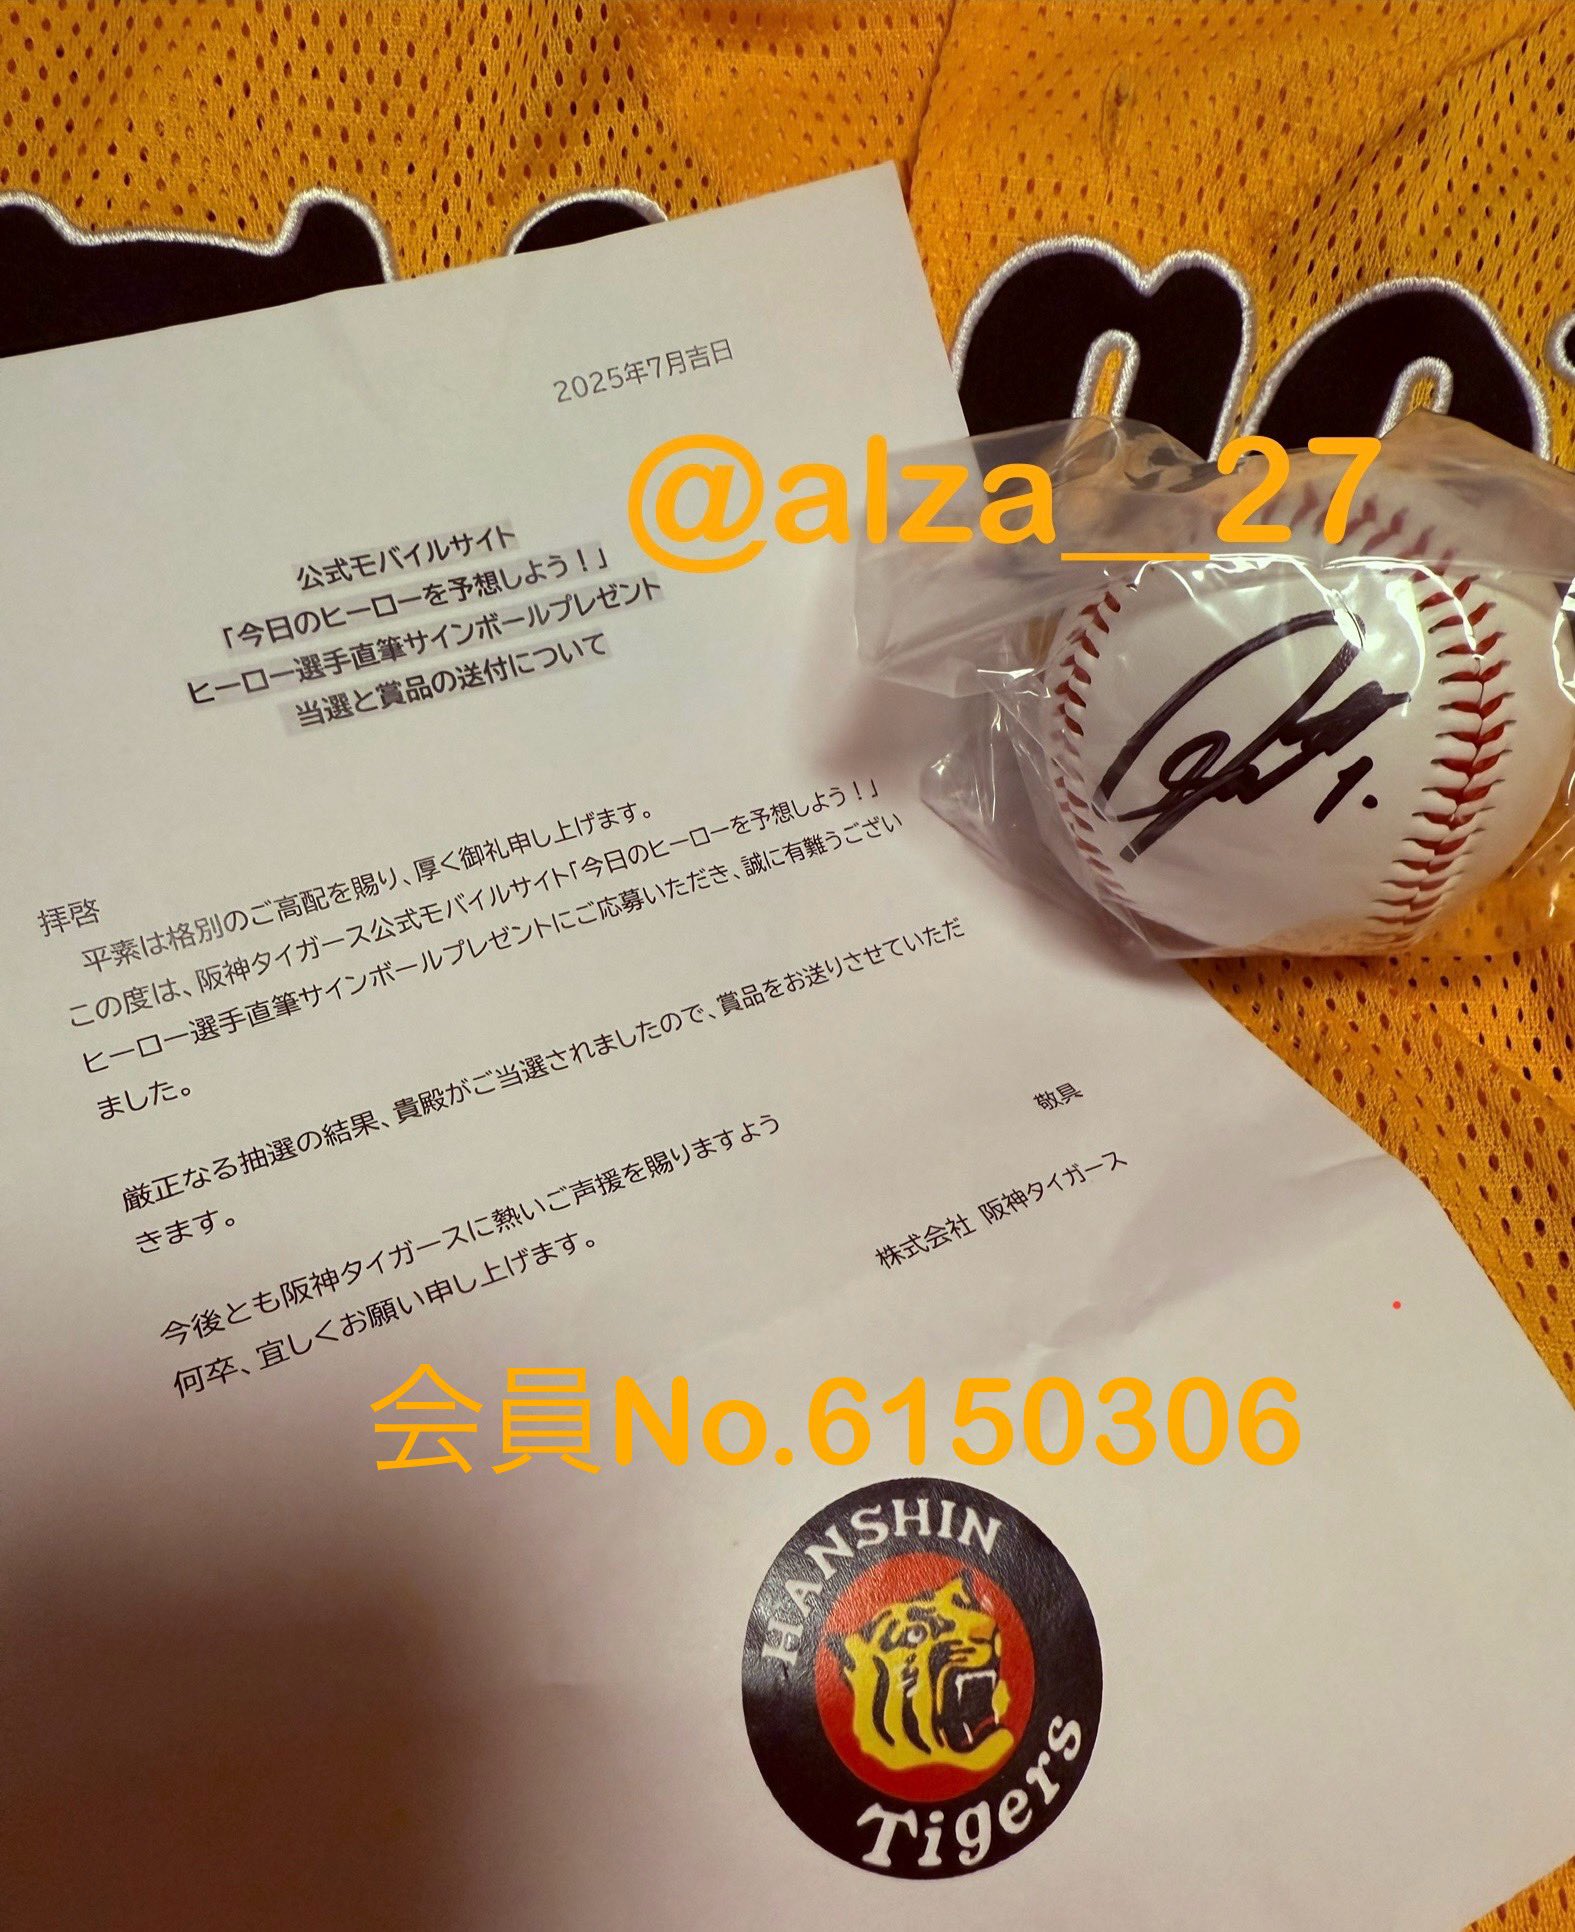 2025年7月吉日
@alza__27
公式モバイルサイト
「今日のヒーローを予想しよう！」
ヒーロー選手直筆サインボールプレゼント
当選と賞品の送付について
拝啓
平素は格別のご高配を賜り、厚く御礼申し上げます。
この度は、阪神タイガース公式モバイルサイト「今日のヒーローを予想しよう！」
ヒーロー選手直筆サインボールプレゼントにご応募いただき、誠に有難うござい
ました。
厳正なる抽選の結果、貴殿がご当選されましたので、賞品をお送りさせていただ
きます。
今後とも阪神タイガースに熱いご声援を賜りますよう
何卒、宜しくお願い申し上げます。
敬具
株式会社 阪神タイガース
会員No.6150306
HANSHIN
Tigers
1.